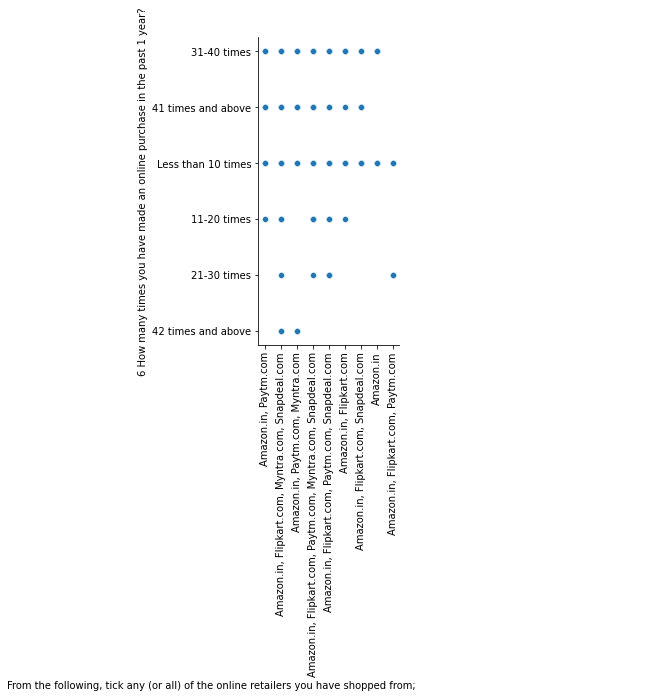 6 How many times you have made an online purchase in the past 1 year?
31-40 times
41 times and above
Less than 10 times
11-20 times
21-30 times
42 times and above
Amazon.in, Paytm.com
Amazon.in, Flipkart.com, Myntra.com, Snapdeal.com
Amazon.in, Paytm.com, Myntra.com
Amazon.in, Flipkart.com, Paytm.com, Myntra.com, Snapdeal.com
Amazon.in, Flipkart.com, Paytm.com, Snapdeal.com
Amazon.in, Flipkart.com
Amazon.in, Flipkart.com, Snapdeal.com
Amazon.in
Amazon.in, Flipkart.com, Paytm.com
From the following, tick any (or all) of the online retailers you have shopped from;